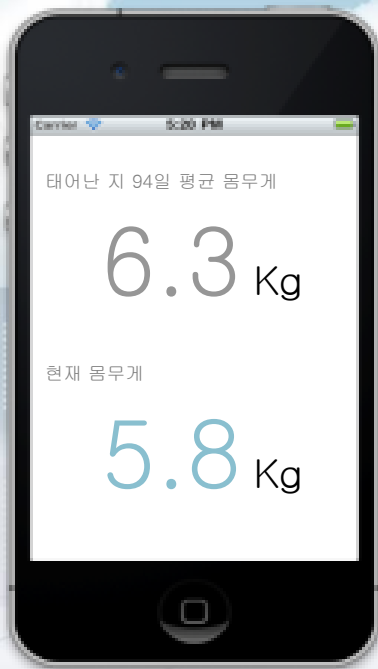 Carrier 5:20 PM
태어난 지 94일 평균 몸무게
6.3 Kg
현재 몸무게
5.8 Kg